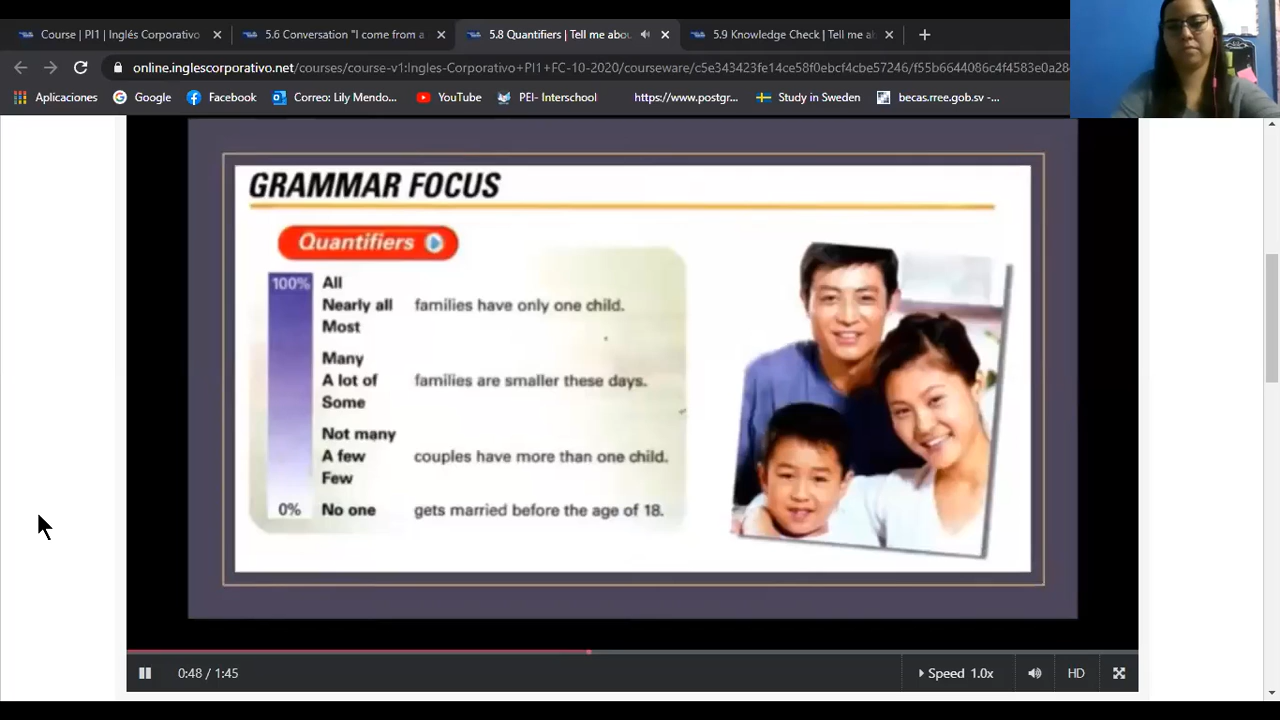 Course | PI1 | Inglés Corporativo
5.6 Conversation "I come from a
5.8 Quantifiers | Tell me abou
5.9 Knowledge Check | Tell me ab
online.inglescorporativo.net/courses/course-v1:Ingles-Corporativo+PI1+FC-10-2020/courseware/c5e343423fe14ce58f0ebcf4cbe57246/f55b6644086c4f4583e0a28
Aplicaciones
Google
Facebook
Correo: Lily Mendo...
YouTube
PEI- Interschool
https://www.postgr...
Study in Sweden
becas.rree.gob.sv -...
GRAMMAR FOCUS
Quantifiers
100% All
Nearly all families have only one child.
Most
Many
A lot of families are smaller these days.
Some
Not many
A few couples have more than one child.
Few
0% No one gets married before the age of 18.
0:48 / 1:45
Speed 1.0x
HD